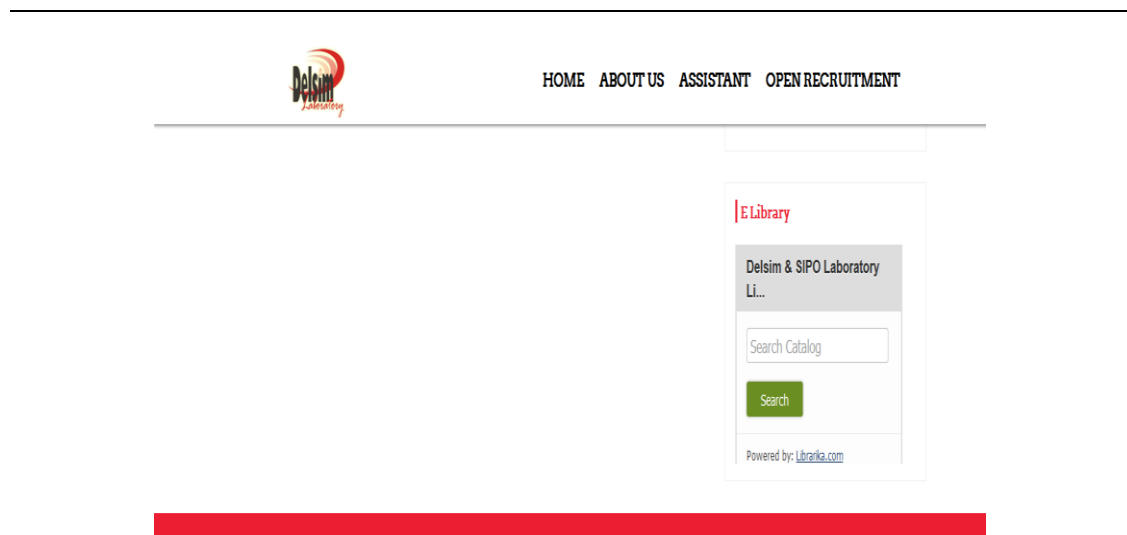 Delsim
Laboratory
HOME ABOUT US ASSISTANT OPEN RECRUITMENT
E Library
Delsim & SIPO Laboratory
Li...
Search Catalog
Search
Powered by: Librarika.com